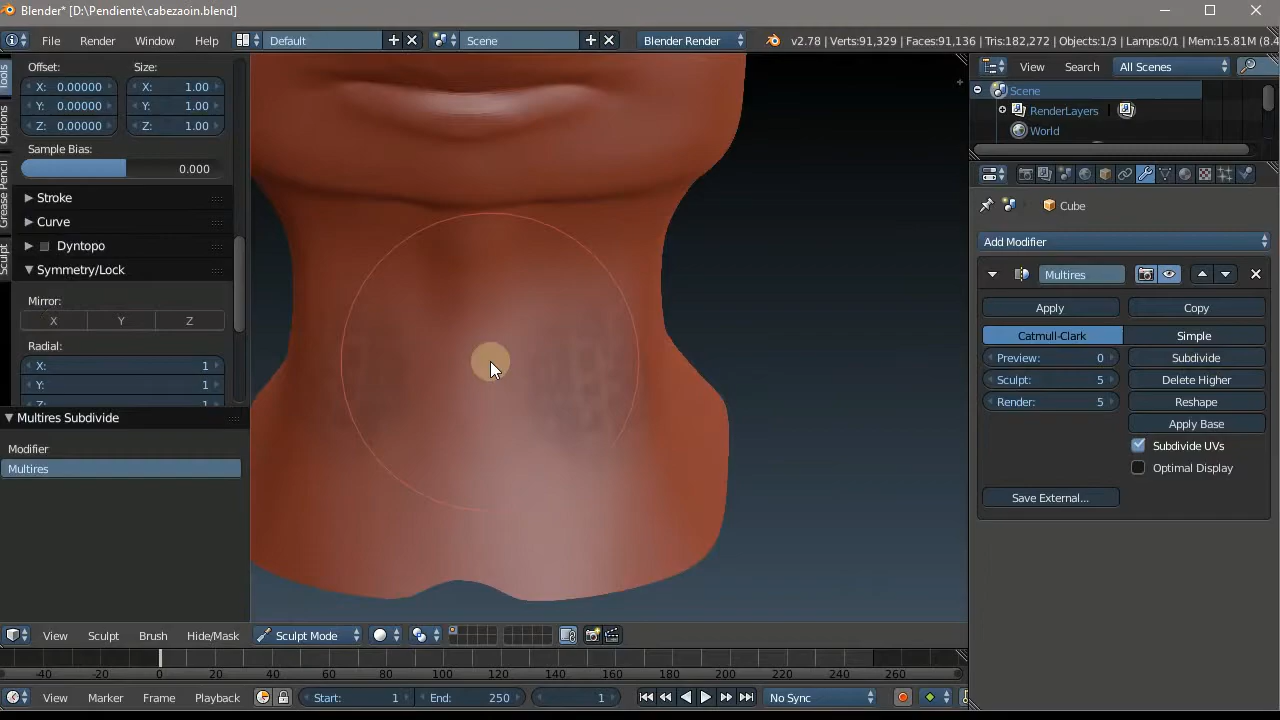 Blender* [D:\Pendiente\cabezaoin.blend]
File Render Window Help Default Scene Blender Render v2.78 | Verts:91,329 | Faces:91,136 | Tris:182,272 | Objects:1/3 | Lamps:0/1 | Mem:15.81M (8.4
Offset: Size:
X: 0.00000 X: 1.00
Y: 0.00000 Y: 1.00
Z: 0.00000 Z: 1.00
Sample Bias:
0.000
Stroke
Curve
Dyntopo
Symmetry/Lock
Mirror:
X Y Z
Radial:
X: 1
Y: 1
Z: 1
Tools
Options
Grease Pencil
Sculpt
Multires Subdivide
Modifier
Multires
View Sculpt Brush Hide/Mask Sculpt Mode
-40 -20 0 20 40 60 80 100 120 140 160 180 200 220 240 260
View Marker Frame Playback Start: 1 End: 250 1 No Sync
View Search All Scenes
Scene
RenderLayers
World
Cube
Add Modifier
Multires
Apply Copy
Catmull-Clark Simple
Preview: 0 Subdivide
Sculpt: 5 Delete Higher
Render: 5 Reshape
Apply Base
Subdivide UVs
Optimal Display
Save External...